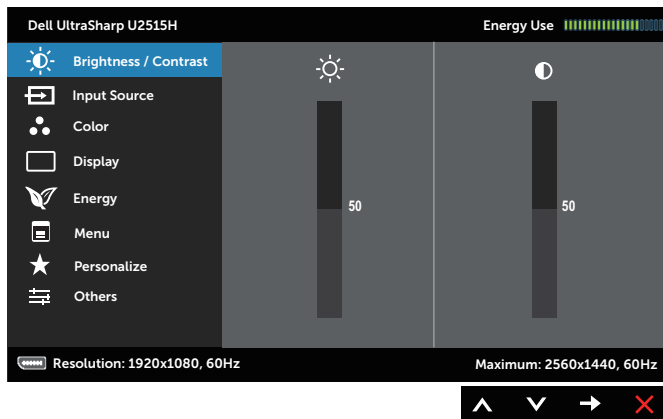 Dell UltraSharp U2515H
Energy Use
Brightness / Contrast
Input Source
Color
Display
Energy
Menu
Personalize
Others
50
50
Resolution: 1920x1080, 60Hz
Maximum: 2560x1440, 60Hz